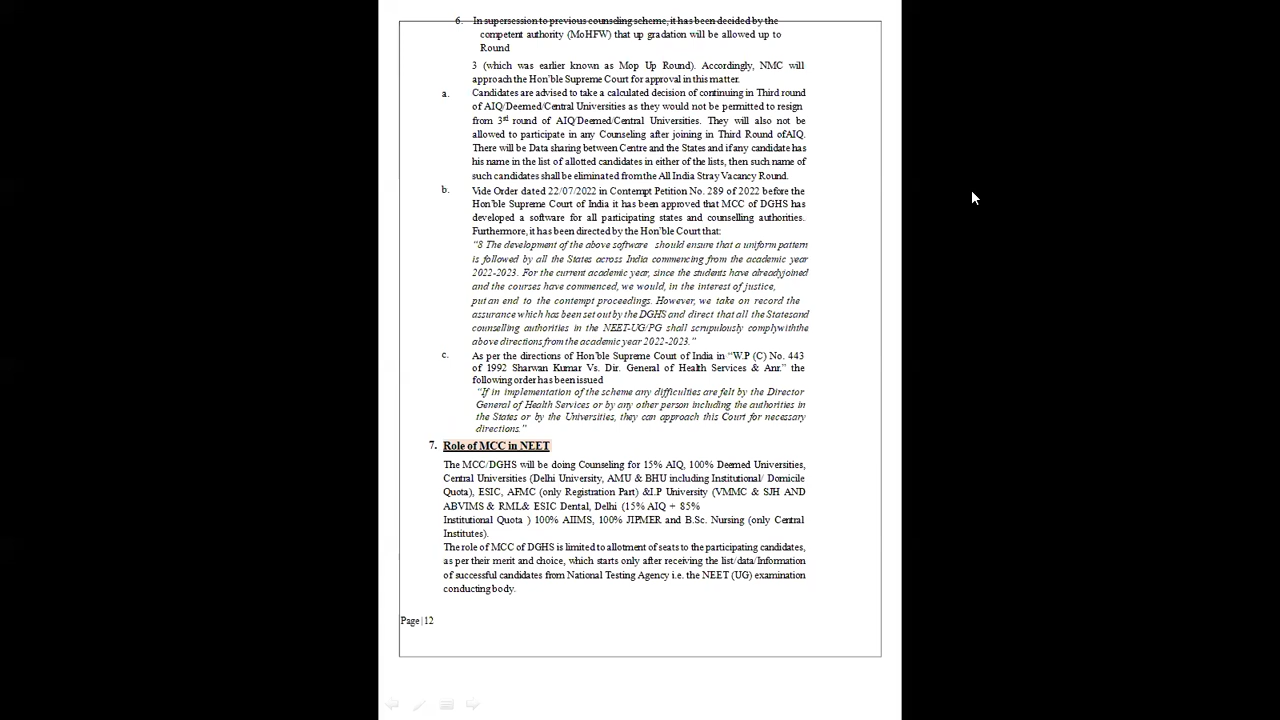 6. In supersession to previous counseling scheme, it has been decided by the
competent authority (MoHFW) that up gradation will be allowed up to
Round
3 (which was earlier known as Mop Up Round). Accordingly, NMC will
approach the Hon'ble Supreme Court for approval in this matter.
a. Candidates are advised to take a calculated decision of continuing in Third round
of AIQ/Deemed/Central Universities as they would not be permitted to resign
from 3rd round of AIQ/Deemed/Central Universities. They will also not be
allowed to participate in any Counseling after joining in Third Round ofAIQ.
There will be Data sharing between Centre and the States and if any candidate has
his name in the list of allotted candidates in either of the lists, then such name of
such candidates shall be eliminated from the All India Stray Vacancy Round.
b. Vide Order dated 22/07/2022 in Contempt Petition No. 289 of 2022 before the
Hon'ble Supreme Court of India it has been approved that MCC of DGHS has
developed a software for all participating states and counselling authorities.
Furthermore, it has been directed by the Hon'ble Court that:
"8 The development of the above software should ensure that a uniform pattern
is followed by all the States across India commencing from the academic year
2022-2023. For the current academic year, since the students have alreadyjoined
and the courses have commenced, we would, in the interest of justice,
put an end to the contempt proceedings. However, we take on record the
assurance which has been set out by the DGHS and direct that all the Statesand
counselling authorities in the NEET-UG/PG shall scrupulously complywiththe
above directions from the academic year 2022-2023."
c. As per the directions of Hon'ble Supreme Court of India in "W.P (C) No. 443
of 1992 Sharwan Kumar Vs. Dir. General of Health Services & Anr." the
following order has been issued
"If in implementation of the scheme any difficulties are felt by the Director
General of Health Services or by any other person including the authorities in
the States or by the Universities, they can approach this Court for necessary
directions."
7. Role of MCC in NEET
The MCC/DGHS will be doing Counseling for 15% AIQ, 100% Deemed Universities,
Central Universities (Delhi University, AMU & BHU including Institutional/ Domicile
Quota), ESIC, AFMC (only Registration Part) &I.P University (VMMC & SJH AND
ABVIMS & RML& ESIC Dental, Delhi (15% AIQ + 85%
Institutional Quota ) 100% AIIMS, 100% JIPMER and B.Sc. Nursing (only Central
Institutes).
The role of MCC of DGHS is limited to allotment of seats to the participating candidates,
as per their merit and choice, which starts only after receiving the list/data/Information
of successful candidates from National Testing Agency i.e. the NEET (UG) examination
conducting body.
Page | 12